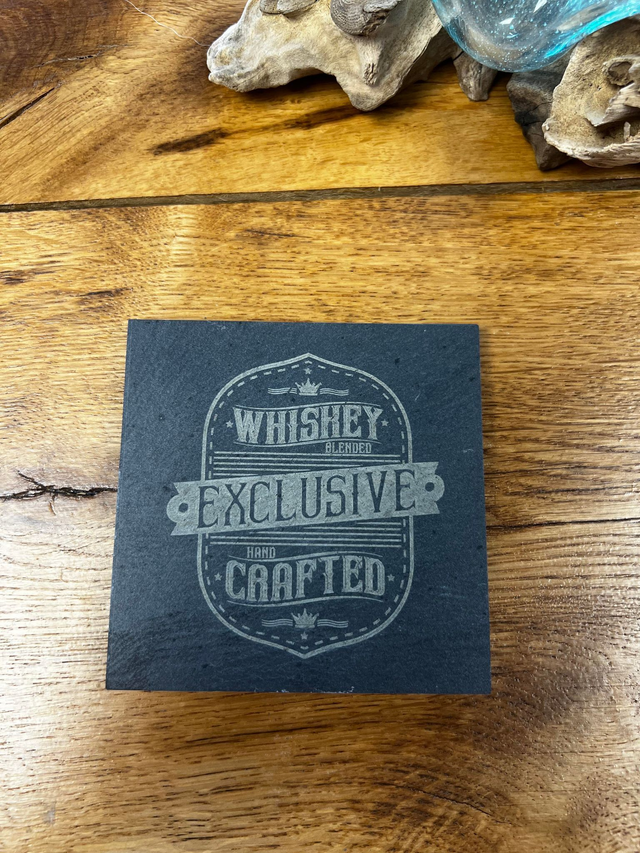 WHISKEY
BLENDED
EXCLUSIVE
HAND
CRAFTED